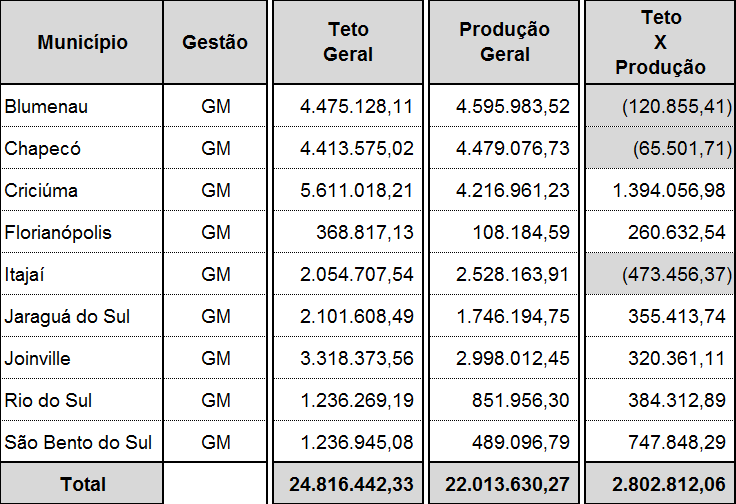 Município Gestão Teto Geral Produção Geral Teto X Produção
Blumenau GM 4.475.128,11 4.595.983,52 (120.855,41)
Chapecó GM 4.413.575,02 4.479.076,73 (65.501,71)
Criciúma GM 5.611.018,21 4.216.961,23 1.394.056,98
Florianópolis GM 368.817,13 108.184,59 260.632,54
Itajaí GM 2.054.707,54 2.528.163,91 (473.456,37)
Jaraguá do Sul GM 2.101.608,49 1.746.194,75 355.413,74
Joinville GM 3.318.373,56 2.998.012,45 320.361,11
Rio do Sul GM 1.236.269,19 851.956,30 384.312,89
São Bento do Sul GM 1.236.945,08 489.096,79 747.848,29
Total 24.816.442,33 22.013.630,27 2.802.812,06